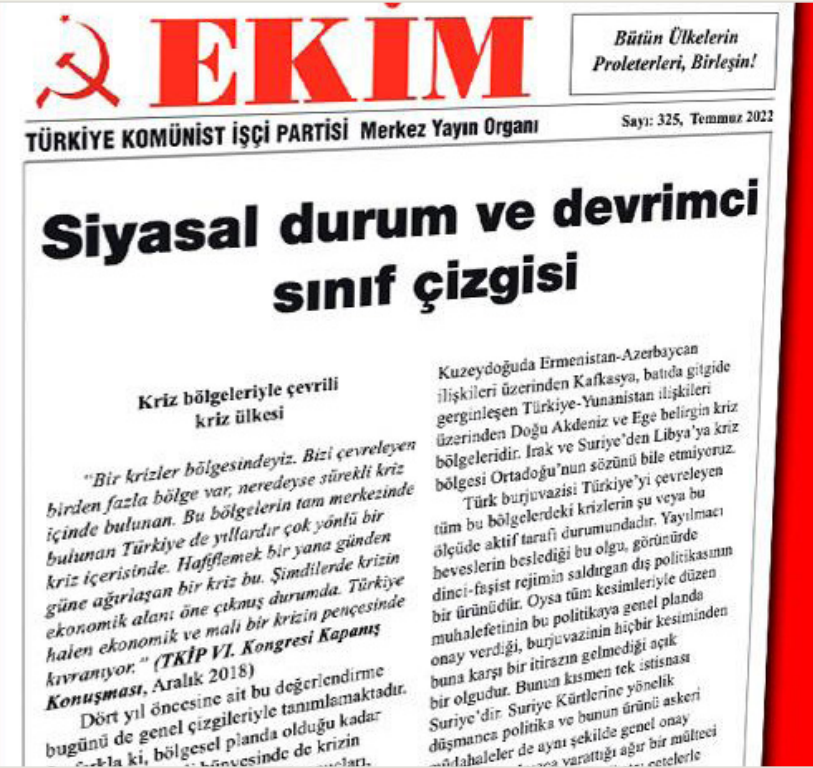 EKİM
Bütün Ülkelerin
Proleterleri, Birleşin!
TÜRKİYE KOMÜNİST İŞÇİ PARTİSİ Merkez Yayın Organı
Sayı: 325, Temmuz 2022
Siyasal durum ve devrimci
sınıf çizgisi
Kriz bölgeleriyle çevrili
kriz ülkesi
"Bir krizler bölgesindeyiz. Bizi çevreleyen
birden fazla bölge var, neredeyse sürekli kriz
içinde bulunan. Bu bölgelerin tam merkezinde
bulunan Türkiye de yıllardır çok yönlü bir
kriz içerisinde. Hafiflemek bir yana günden
güne ağırlaşan bir kriz bu. Şimdilerde krizin
ekonomik alanı öne çıkmış durumda. Türkiye
halen ekonomik ve mali bir krizin pençesinde
kıvranıyor." (TKİP VI. Kongresi Kapanış
Konuşması, Aralık 2018)
Dört yıl öncesine ait bu değerlendirme
bugünü de genel çizgileriyle tanımlamaktadır.
ki, bölgesel planda olduğu kadar
de krizin
Kuzeydoğuda Ermenistan-Azerbaycan
ilişkileri üzerinden Kafkasya, batıda gitgide
gerginleşen Türkiye-Yunanistan ilişkileri
üzerinden Doğu Akdeniz ve Ege belirgin kriz
bölgeleridir. Irak ve Suriye'den Libya'ya kriz
bölgesi Ortadoğu'nun sözünü bile etmiyoruz.
Türk burjuvazisi Türkiye'yi çevreleyen
tüm bu bölgelerdeki krizlerin şu veya bu
ölçüde aktif tarafı durumundadır. Yayılmacı
heveslerin beslediği bu olgu, görünürde
dinci-faşist rejimin saldırgan dış politikasının
bir ürünüdür. Oysa tüm kesimleriyle düzen
muhalefetinin bu politikaya genel planda
onay verdiği, burjuvazinin hiçbir kesiminden
buna karşı bir itirazın gelmediği açık
bir olgudur. Bunun kısmen tek istisnası
Suriye'dir. Suriye Kürtlerine yönelik
düşmanca politika ve bunun ürünü askeri
müdahaleler de aynı şekilde genel onay
yarattığı ağır bir mülteci